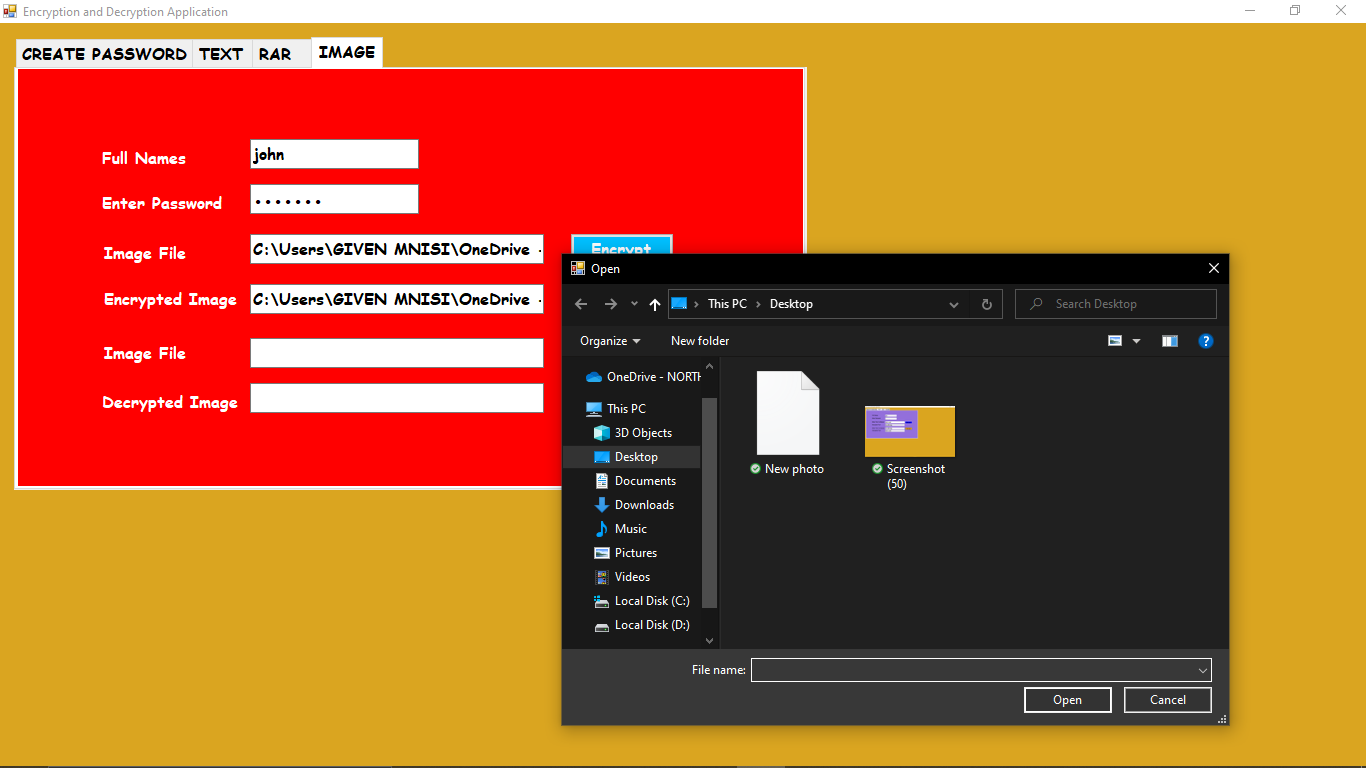 Encryption and Decryption Application
CREATE PASSWORD TEXT RAR IMAGE
Full Names john
Enter Password
Image File C:\Users\GIVEN MNISI\OneDrive - Encrypt
Encrypted Image C:\Users\GIVEN MNISI\OneDrive -
Image File
Decrypted Image
Open
This PC Desktop Search Desktop
Organize New folder
OneDrive - NORTH
This PC
3D Objects
Desktop
Documents
Downloads
Music
Pictures
Videos
Local Disk (C:)
Local Disk (D:)
New photo
Screenshot
(50)
File name:
Open Cancel